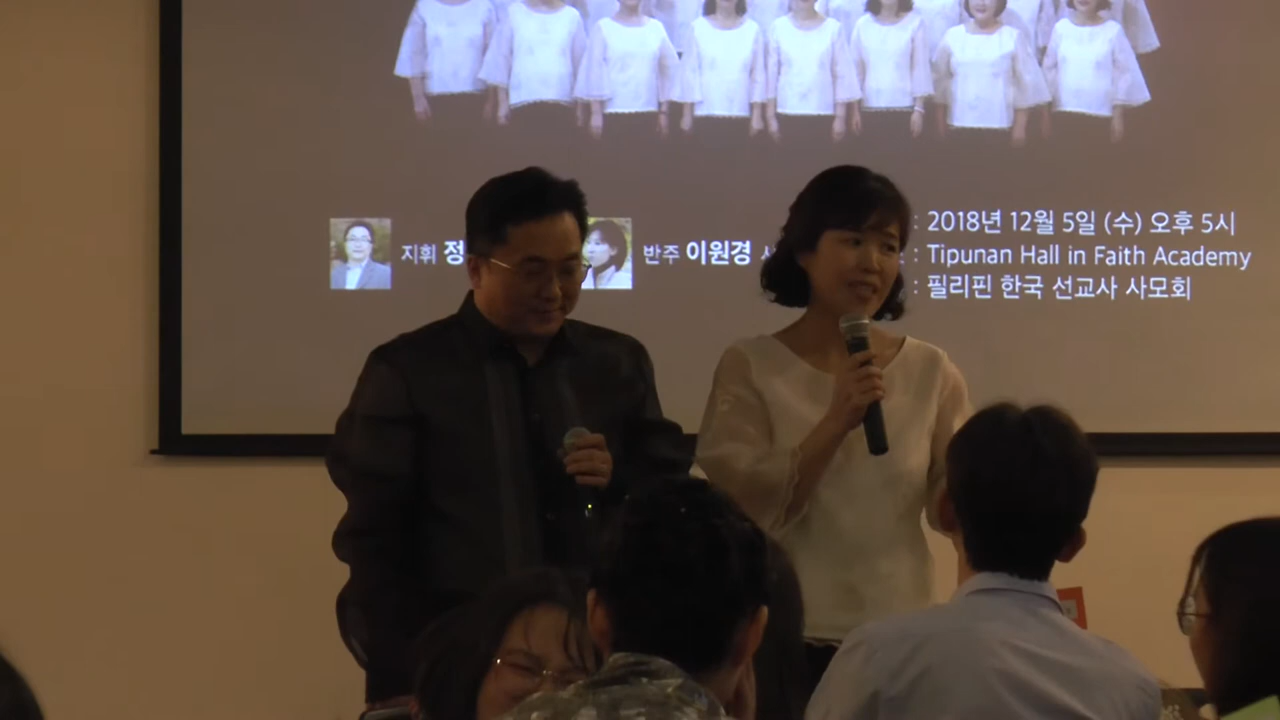 지휘 정
반주 이원경
: 2018년 12월 5일 (수) 오후 5시
: Tipunan Hall in Faith Academy
: 필리핀 한국 선교사 사모회